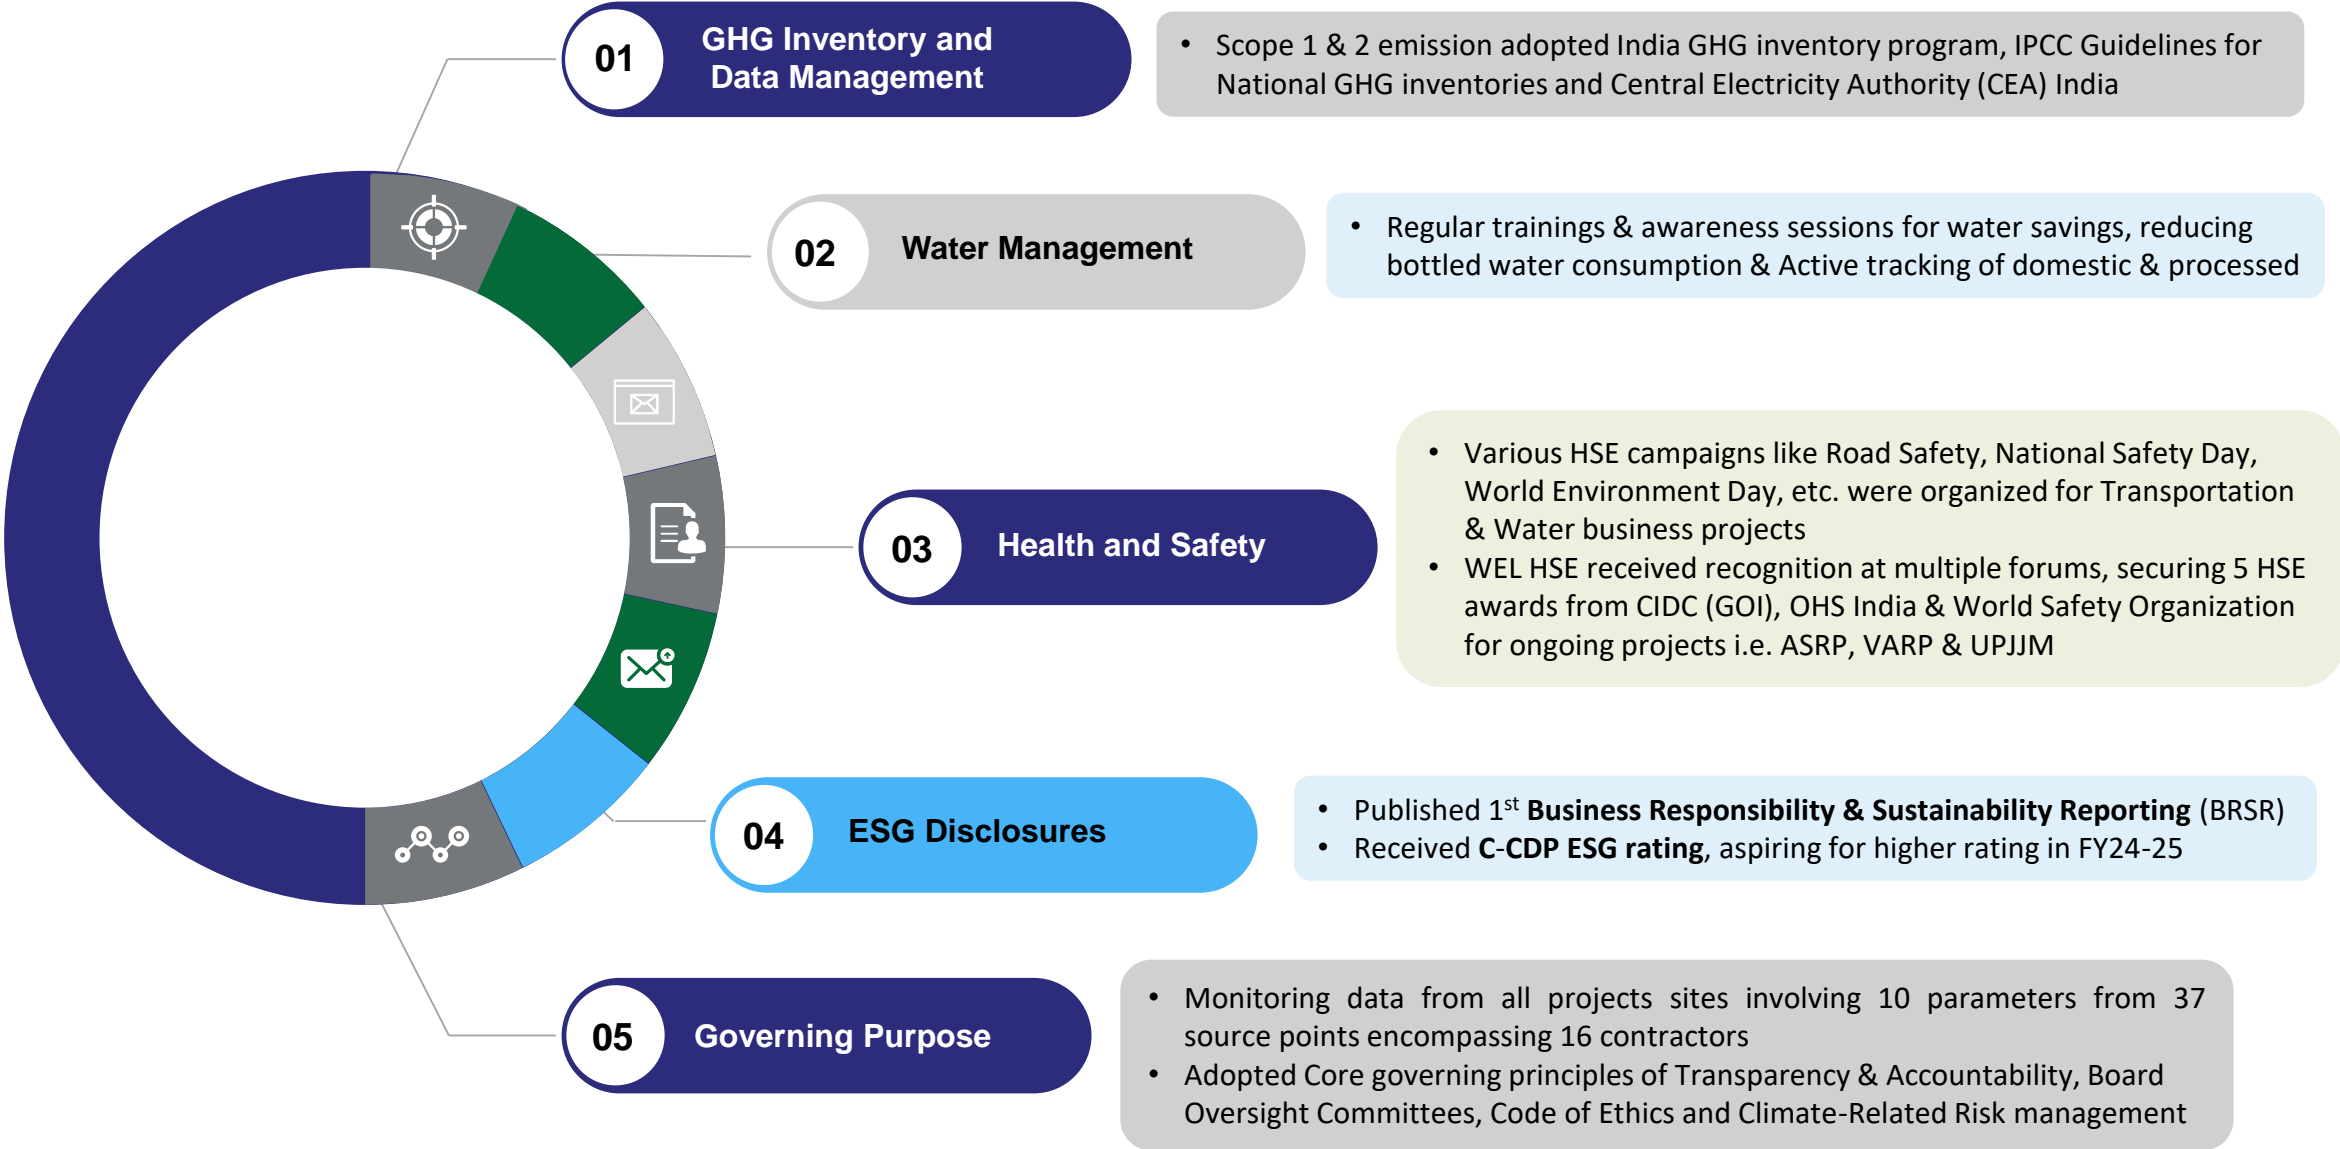 01
GHG Inventory and
Data Management
• Scope 1 & 2 emission adopted India GHG inventory program, IPCC Guidelines for
National GHG inventories and Central Electricity Authority (CEA) India
02
Water Management
• Regular trainings & awareness sessions for water savings, reducing
bottled water consumption & Active tracking of domestic & processed
03
Health and Safety
• Various HSE campaigns like Road Safety, National Safety Day,
World Environment Day, etc. were organized for Transportation
& Water business projects
• WEL HSE received recognition at multiple forums, securing 5 HSE
awards from CIDC (GOI), OHS India & World Safety Organization
for ongoing projects i.e. ASRP, VARP & UPJJM
04
ESG Disclosures
• Published 1st Business Responsibility & Sustainability Reporting (BRSR)
• Received C-CDP ESG rating, aspiring for higher rating in FY24-25
05
Governing Purpose
• Monitoring data from all projects sites involving 10 parameters from 37
source points encompassing 16 contractors
• Adopted Core governing principles of Transparency & Accountability, Board
Oversight Committees, Code of Ethics and Climate-Related Risk management